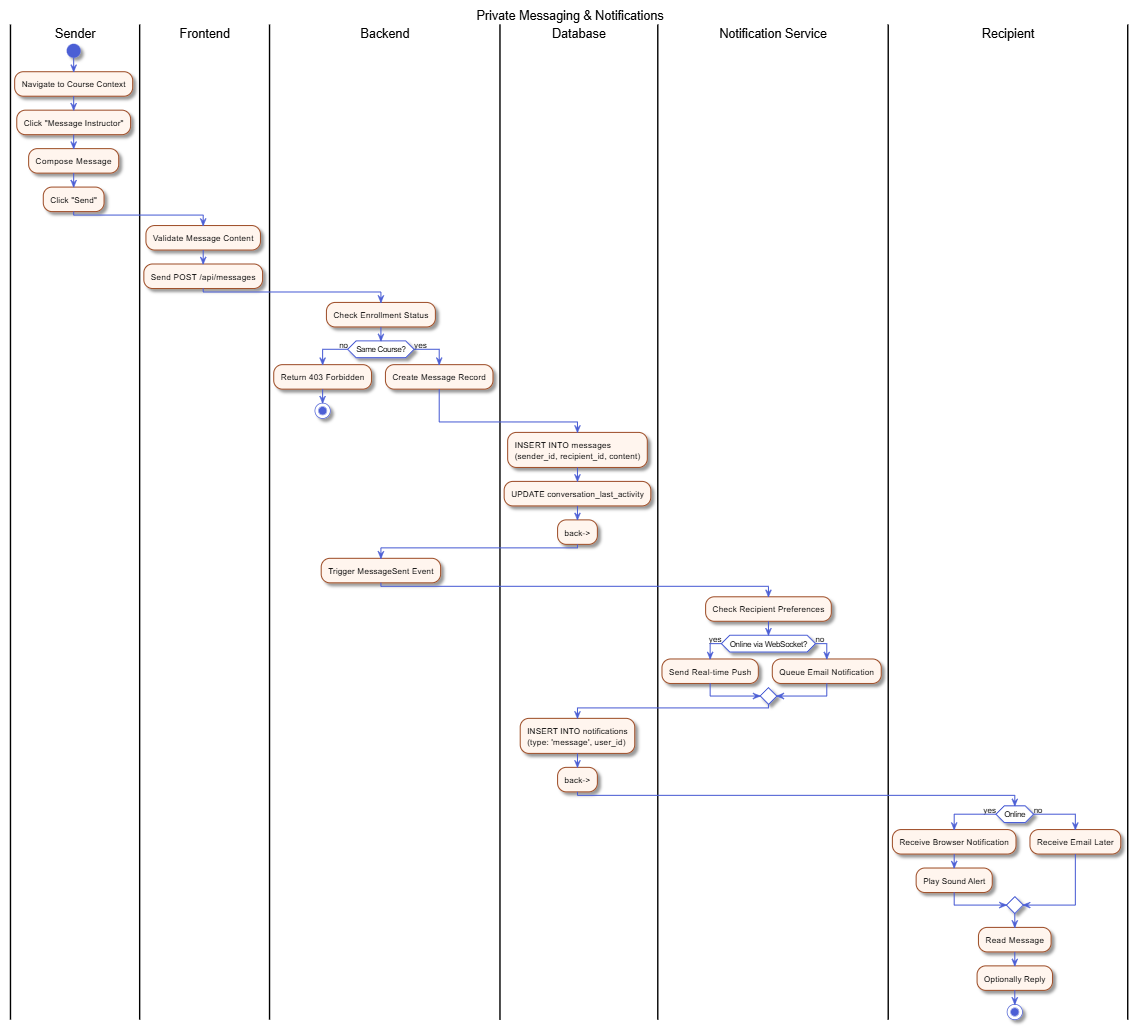 Private Messaging & Notifications
Sender
Frontend
Backend
Database
Notification Service
Recipient
Navigate to Course Context
Click "Message Instructor"
Compose Message
Click "Send"
Validate Message Content
Send POST /api/messages
Check Enrollment Status
no
Same Course?
yes
Return 403 Forbidden
Create Message Record
INSERT INTO messages
(sender_id, recipient_id, content)
UPDATE conversation_last_activity
back->
Trigger MessageSent Event
Check Recipient Preferences
yes
Online via WebSocket?
no
Send Real-time Push
Queue Email Notification
INSERT INTO notifications
(type: 'message', user_id)
back->
yes
Online
no
Receive Browser Notification
Receive Email Later
Play Sound Alert
Read Message
Optionally Reply